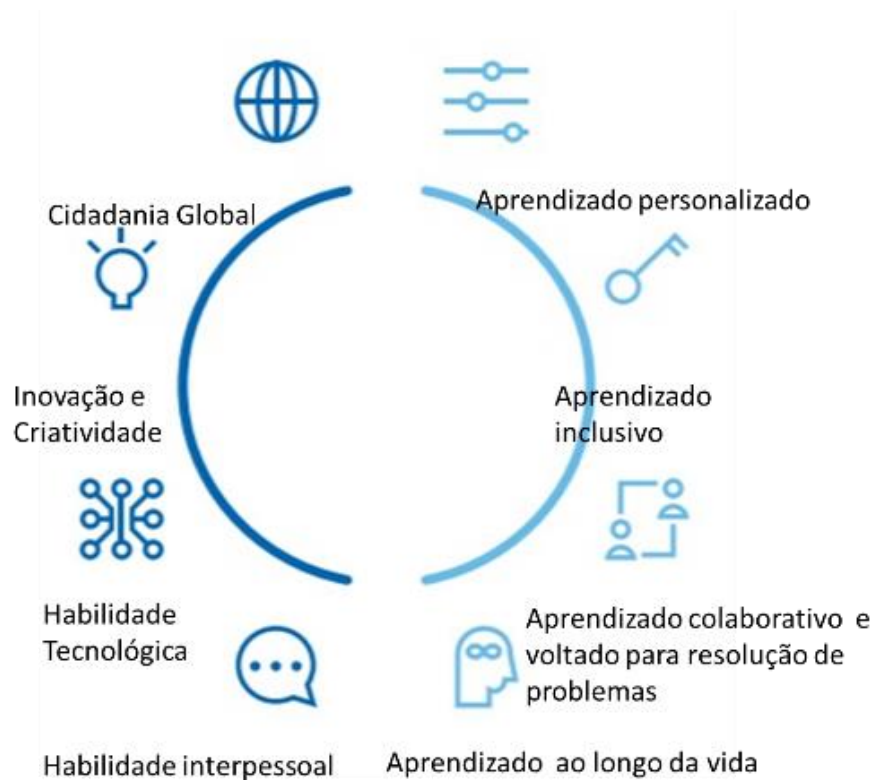 Cidadania Global
Aprendizado personalizado
Inovação e
Criatividade
Aprendizado
inclusivo
Habilidade
Tecnológica
Aprendizado colaborativo e
voltado para resolução de
problemas
Habilidade interpessoal
Aprendizado ao longo da vida